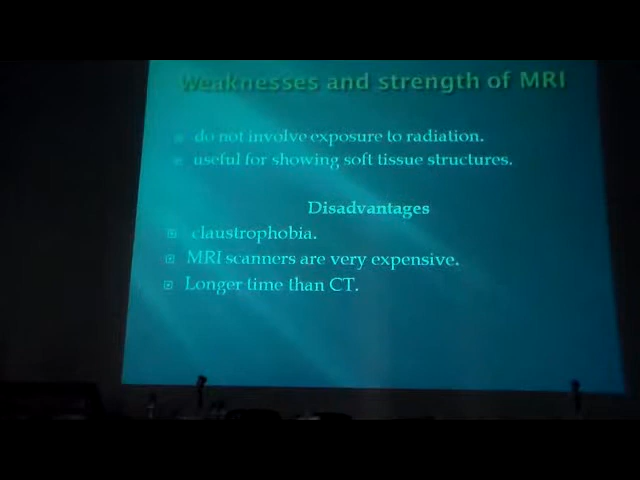 Weaknesses and strength of MRI
do not involve exposure to radiation.
useful for showing soft tissue structures.
Disadvantages
claustrophobia.
MRI scanners are very expensive.
Longer time than CT.